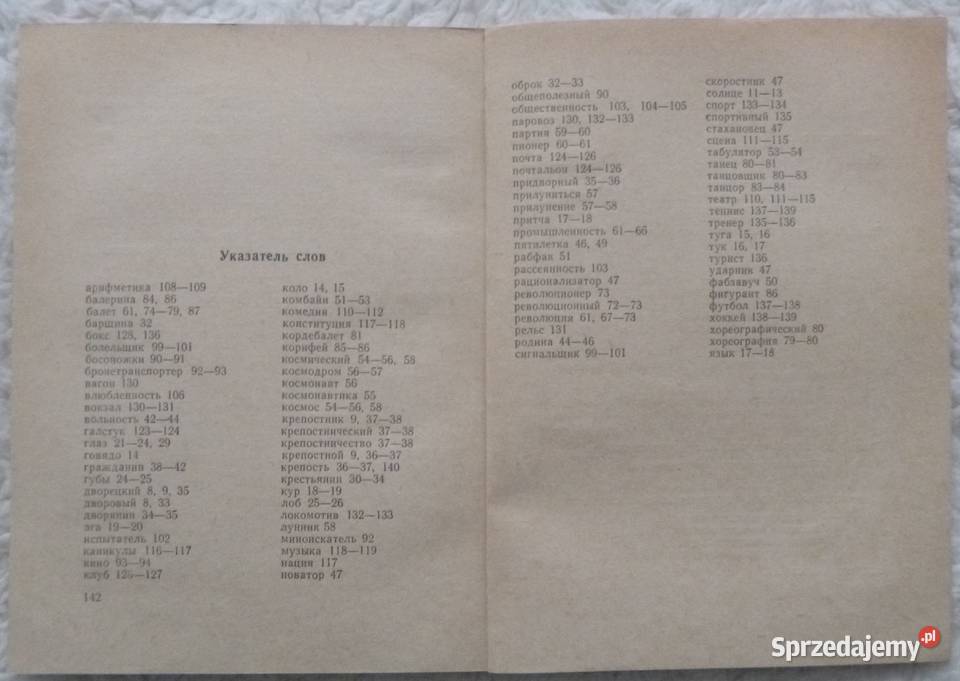 Указатель слов
арифметика 108—109
балерина 84, 86
балет 61, 74—79, 87
барщина 32
бокс 128, 136
болельщик 99—101
босоножки 90—91
бронетранспортер 92—93
вагон 130
влюбленность 106
вокзал 130—131
вольность 42—44
галстук 123—124
глаз 21—24, 29
говядо 14
гражданин 38—42
губы 24—25
дворецкий 8, 9, 35
дворовый 8, 33
дворянин 34—35
зга 19—20
испытатель 102
каникулы 116—117
кино 93—94
клуб 125—127
142
коло 14, 15
комбайн 51—53
комедия 110—112
конституция 117—118
кордебалет 81
корифей 85—86
космический 54—56, 58
космодром 56—57
космонавт 56
космонавтика 55
космос 54—56, 58
крепостник 9, 37—38
крепостнический 37—38
крепостничество 37—38
крепостной 9, 36—37
крепость 36—37, 140
крестьянин 30—34
кур 18—19
лоб 25—26
локомотив 132—133
лунник 58
миноискатель 92
музыка 118—119
нация 117
новатор 47
оброк 32—33
общеполезный 90
общественность 103, 104—105
паровоз 130, 132—133
партия 59—60
пионер 60—61
почта 124—126
почтальон 124—126
придворный 35—36
прилуниться 57
прилунение 57—58
притча 17—18
промышленность 61—66
пятилетка 46, 49
рабфак 51
рассеянность 103
рационализатор 47
революционер 73
революционный 72—73
революция 61, 67—73
рельс 131
родина 44—46
сигнальщик 99—101
скоростник 47
солнце 11—13
спорт 133—134
спортивный 135
стахановец 47
сцена 111—115
табулятор 53—54
танец 80—81
танцовщик 80—83
танцор 83—84
театр 110, 111—115
теннис 137—139
тренер 135—136
туга 15, 16
тук 16, 17
турист 136
ударник 47
фабзавуч 50
фигурант 86
футбол 137—138
хоккей 138—139
хореографический 80
хореография 79—80
язык 17—18
Sprzedajemy.pl